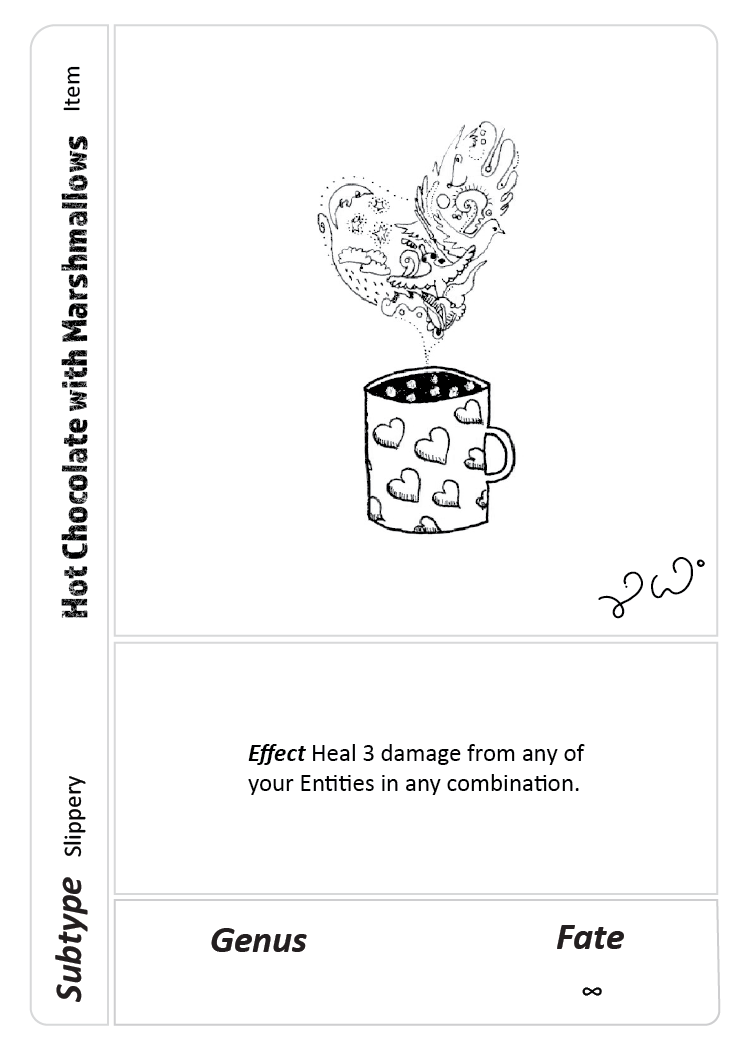 Hot Chocolate with Marshmallows
Item
Effect Heal 3 damage from any of
your Entities in any combination.
Subtype Slippery
Genus
Fate
∞